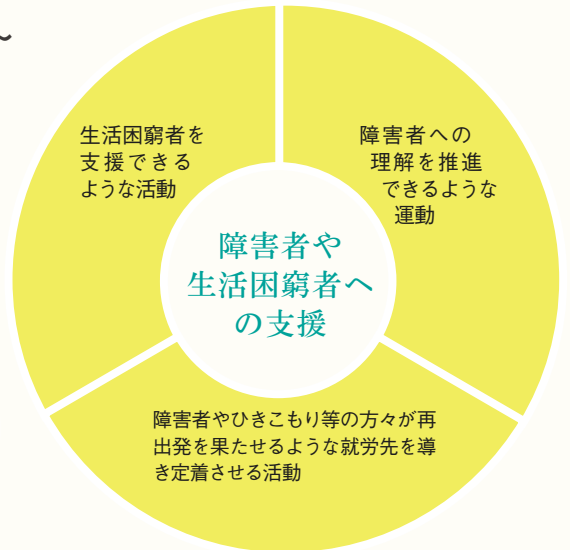 〜
生活困窮者を
支援できる
ような活動
障害者への
理解を推進
できるような
運動
障害者や
生活困窮者へ
の支援
障害者やひきこもり等の方々が再
出発を果たせるような就労先を導
き定着させる活動